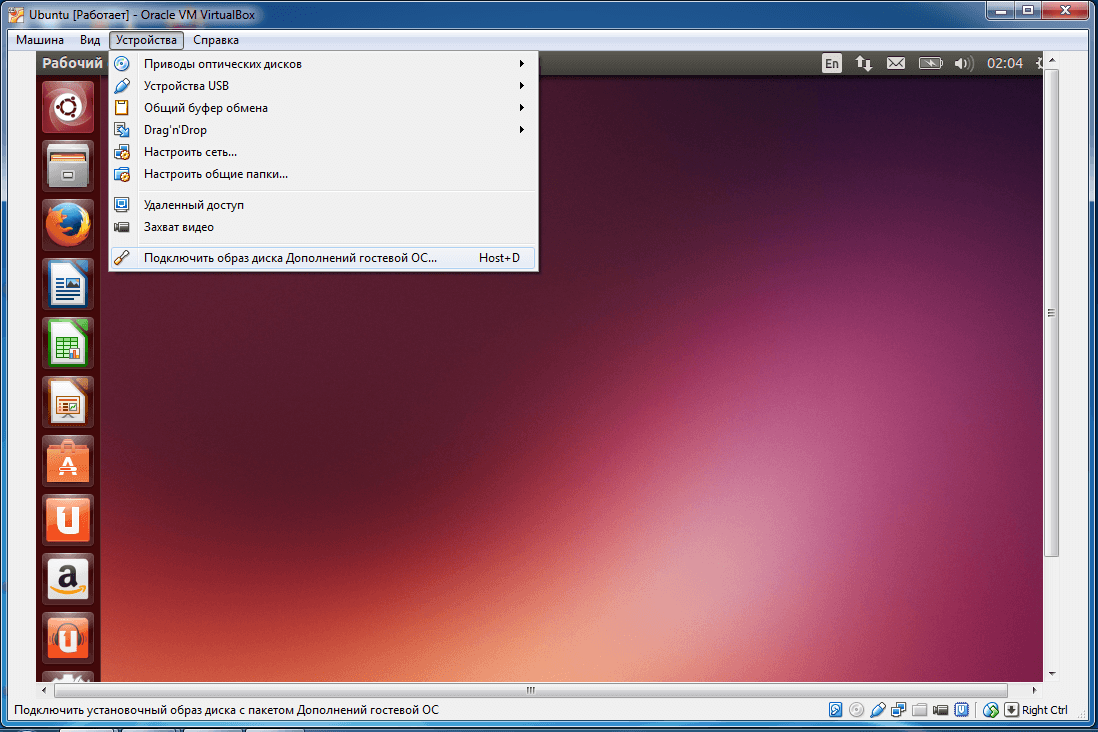 Ubuntu [Работает] - Oracle VM VirtualBox
Машина Вид Устройства Справка
Рабочий
En 02:04
Приводы оптических дисков
Устройства USB
Общий буфер обмена
Drag'n'Drop
Настроить сеть...
Настроить общие папки...
Удаленный доступ
Захват видео
Подключить образ диска Дополнений гостевой ОС... Host+D
Подключить установочный образ диска с пакетом Дополнений гостевой ОС
Right Ctrl